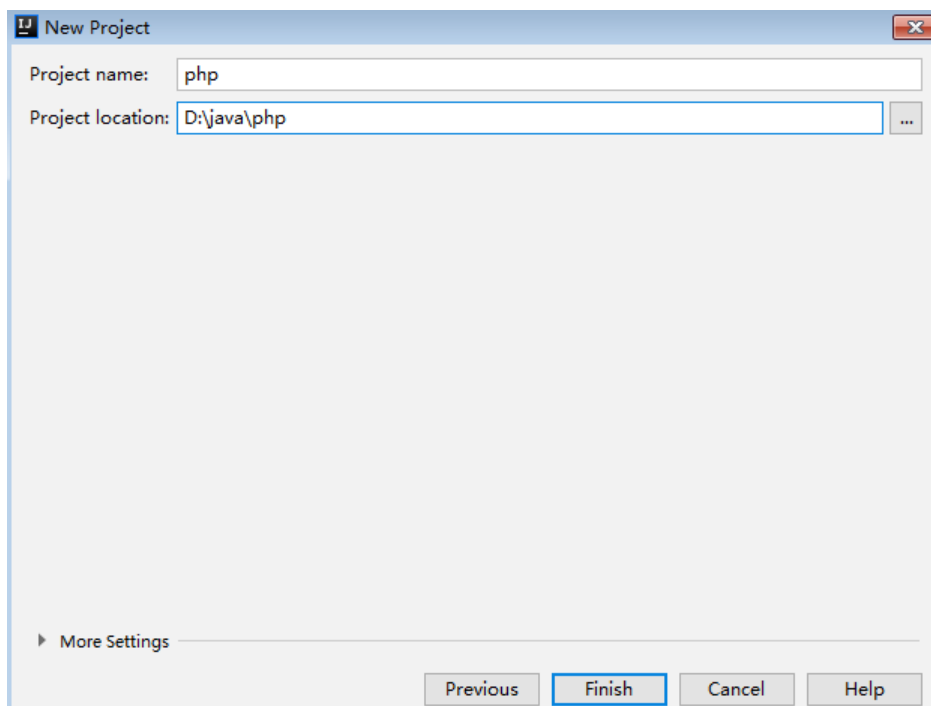 New Project
Project name: php
Project location: D:\java\php ...
More Settings
Previous Finish Cancel Help